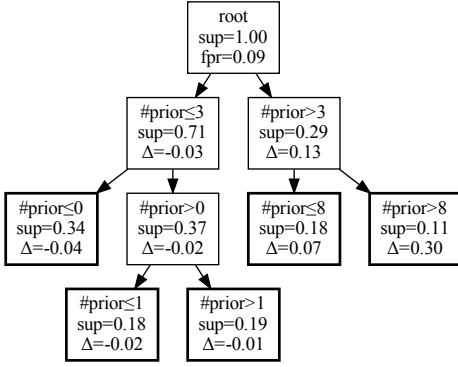 root
sup=1.00
fpr=0.09
#prior≤3
sup=0.71
Δ=-0.03
#prior>3
sup=0.29
Δ=0.13
#prior≤0
sup=0.34
Δ=-0.04
#prior>0
sup=0.37
Δ=-0.02
#prior≤8
sup=0.18
Δ=0.07
#prior>8
sup=0.11
Δ=0.30
#prior≤1
sup=0.18
Δ=-0.02
#prior>1
sup=0.19
Δ=-0.01